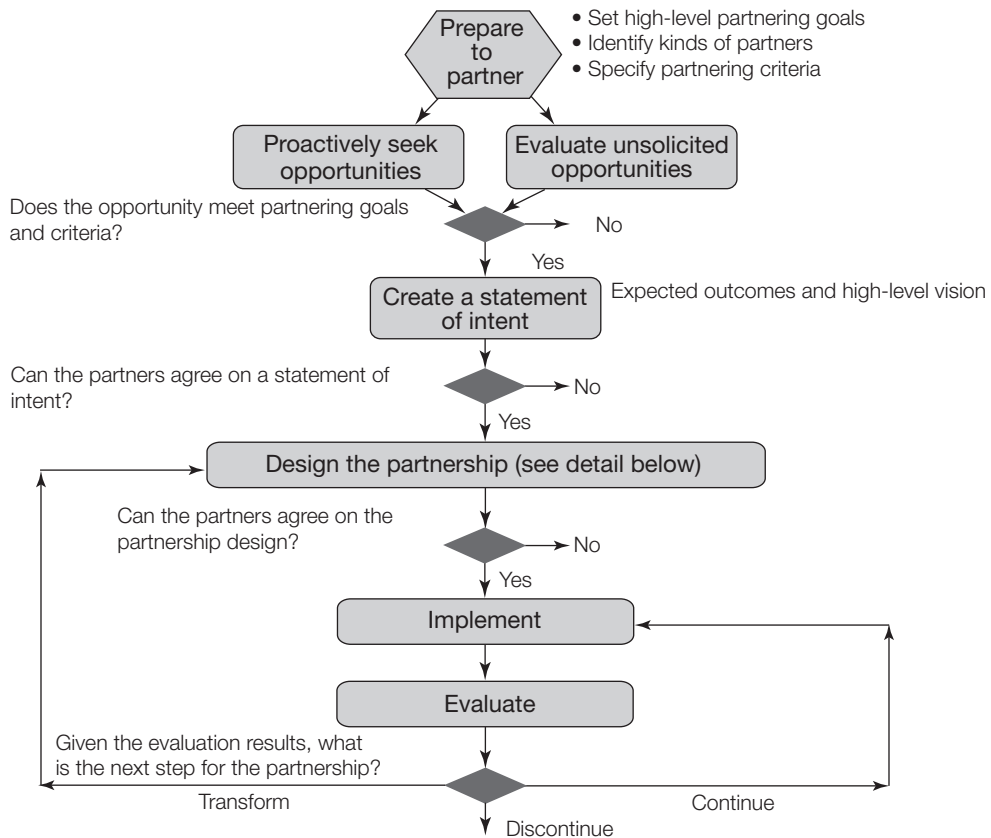 Prepare
to
partner
• Set high-level partnering goals
• Identify kinds of partners
• Specify partnering criteria
Proactively seek
opportunities
Evaluate unsolicited
opportunities
Does the opportunity meet partnering goals
and criteria?
No
Yes
Create a statement
of intent
Expected outcomes and high-level vision
Can the partners agree on a statement of
intent?
No
Yes
Design the partnership (see detail below)
Can the partners agree on the
partnership design?
No
Yes
Implement
Evaluate
Given the evaluation results, what
is the next step for the partnership?
Transform
Continue
Discontinue